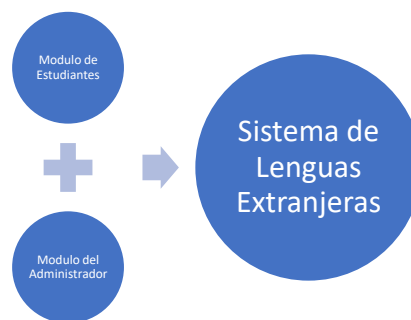 Modulo de
Estudiantes
Modulo del
Administrador
Sistema de
Lenguas
Extranjeras